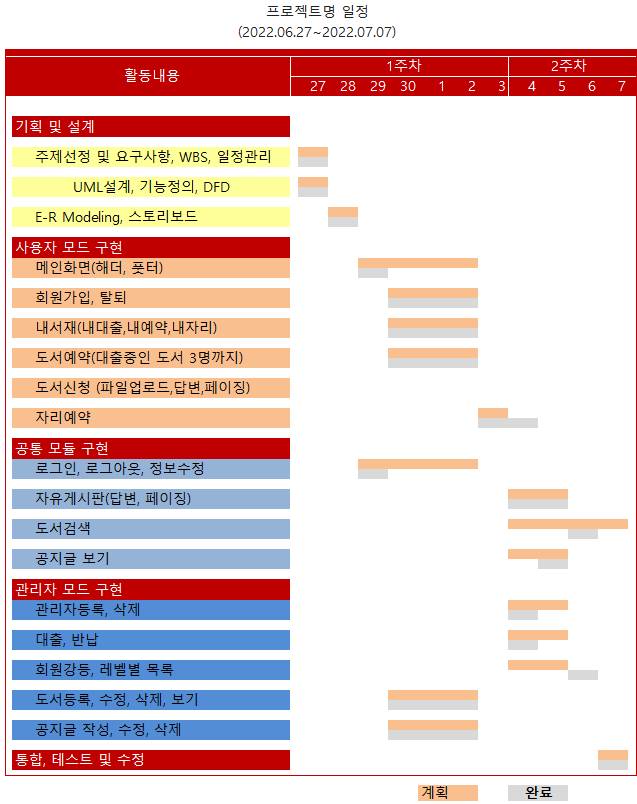 프로젝트명 일정
(2022.06.27~2022.07.07)
활동내용 1주차 2주차
27 28 29 30 1 2 3 4 5 6 7
기획 및 설계
주제선정 및 요구사항, WBS, 일정관리
UML설계, 기능정의, DFD
E-R Modeling, 스토리보드
사용자 모드 구현
메인화면(해더, 풋터)
회원가입, 탈퇴
내서재(내대출,내예약,내자리)
도서예약(대출중인 도서 3명까지)
도서신청 (파일업로드,답변,페이징)
자리예약
공통 모듈 구현
로그인, 로그아웃, 정보수정
자유게시판(답변, 페이징)
도서검색
공지글 보기
관리자 모드 구현
관리자등록, 삭제
대출, 반납
회원강등, 레벨별 목록
도서등록, 수정, 삭제, 보기
공지글 작성, 수정, 삭제
통합, 테스트 및 수정
계획 완료